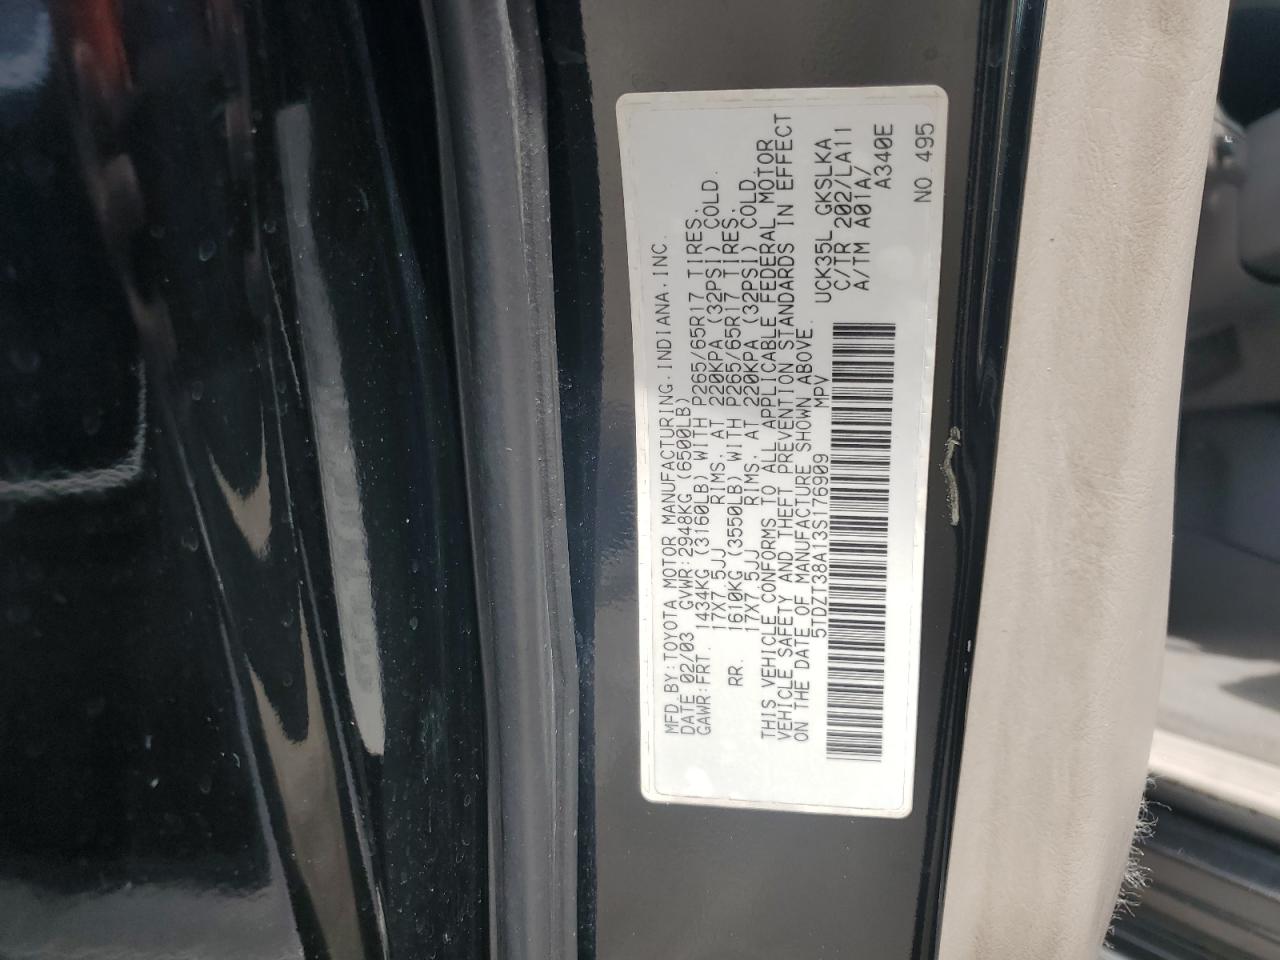 MFD.BY:TOYOTA MOTOR MANUFACTURING.INDIANA.INC.
DATE 02/03 GVWR:2948KG (6500LB)
GAWR:FRT. 1434KG (3160LB) WITH P265/65R17 TIRES.
17X7.5JJ RIMS, AT 220KPA (32PSI) COLD.
RR. 1610KG (3550LB) WITH P265/65R17 TIRES.
17X7.5JJ RIMS, AT 220KPA (32PSI) COLD.
THIS VEHICLE CONFORMS TO ALL APPLICABLE FEDERAL MOTOR
VEHICLE SAFETY AND THEFT PREVENTION STANDARDS IN EFFECT
ON THE DATE OF MANUFACTURE SHOWN ABOVE.
5TDZT38A13S176909 MPV
UCK35L GKSLKA
C/TR 202/LA11
A/TM A01A/
A340E
NO 495